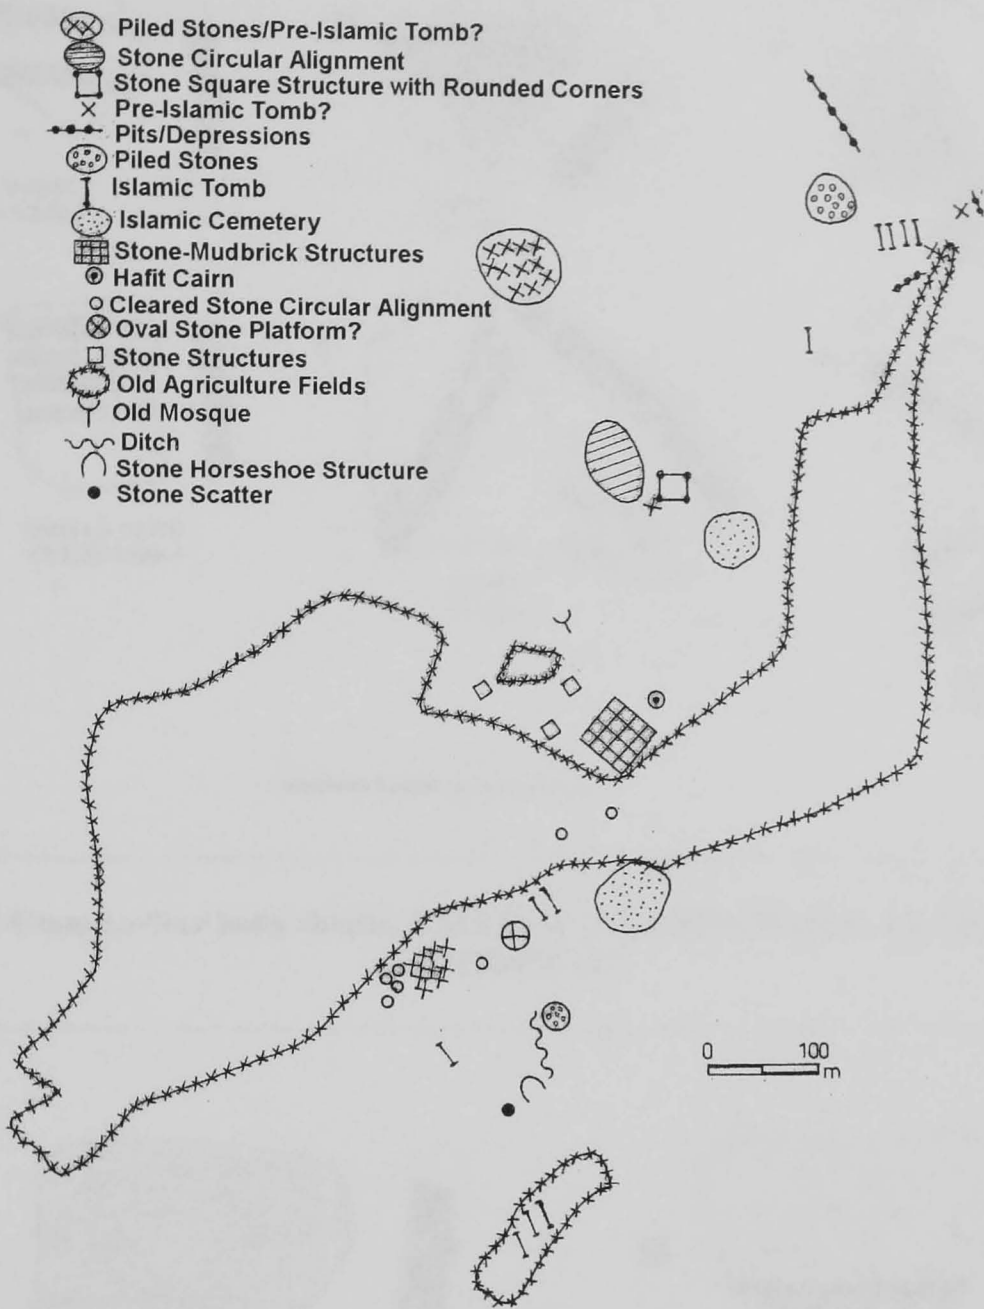 Piled Stones/Pre-Islamic Tomb?
Stone Circular Alignment
Stone Square Structure with Rounded Corners
Pre-Islamic Tomb?
Pits/Depressions
Piled Stones
Islamic Tomb
Islamic Cemetery
Stone-Mudbrick Structures
Hafit Cairn
Cleared Stone Circular Alignment
Oval Stone Platform?
Stone Structures
Old Agriculture Fields
Old Mosque
Ditch
Stone Horseshoe Structure
Stone Scatter
0 100
m